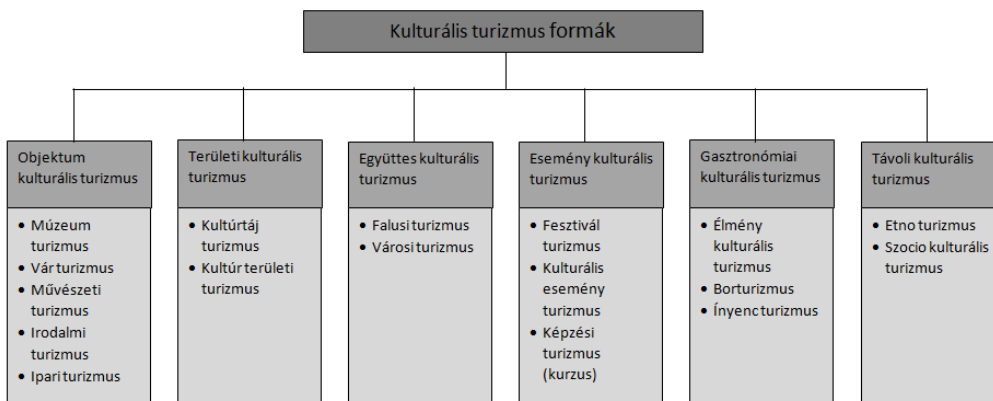 Kulturális turizmus formák
Objektum
kulturális turizmus
• Múzeum
turizmus
• Vár turizmus
• Művészeti
turizmus
• Irodalmi
turizmus
• Ipari turizmus
Területi kulturális
turizmus
• Kultúrtáj
turizmus
• Kultúr területi
turizmus
Együttes kulturális
turizmus
• Falusi turizmus
• Városi turizmus
Esemény kulturális
turizmus
• Fesztivál
turizmus
• Kulturális
esemény
turizmus
• Képzési
turizmus
(kurzus)
Gasztronómiai
kulturális turizmus
• Élmény
kulturális
turizmus
• Borturizmus
• Ínyenc turizmus
Távoli kulturális
turizmus
• Etno turizmus
• Szocio kulturális
turizmus